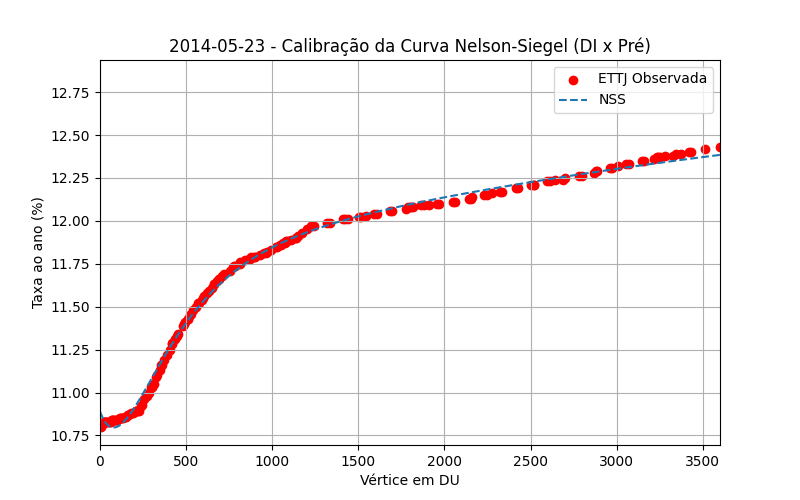 2014-05-23 - Calibração da Curva Nelson-Siegel (DI x Pré)
ETTJ Observada
NSS
Taxa ao ano (%)
12.75
12.50
12.25
12.00
11.75
11.50
11.25
11.00
10.75
0 500 1000 1500 2000 2500 3000 3500
Vértice em DU